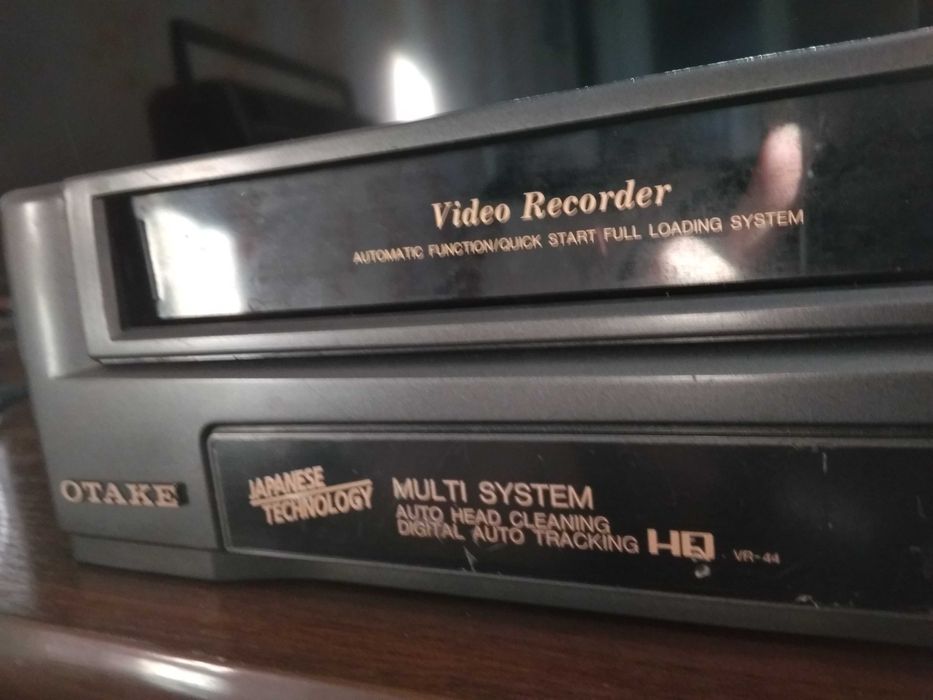 Video Recorder
AUTOMATIC FUNCTION/QUICK START FULL LOADING SYSTEM
OTAKE
JAPANESE
TECHNOLOGY
MULTI SYSTEM
AUTO HEAD CLEANING
DIGITAL AUTO TRACKING HQ VR-44